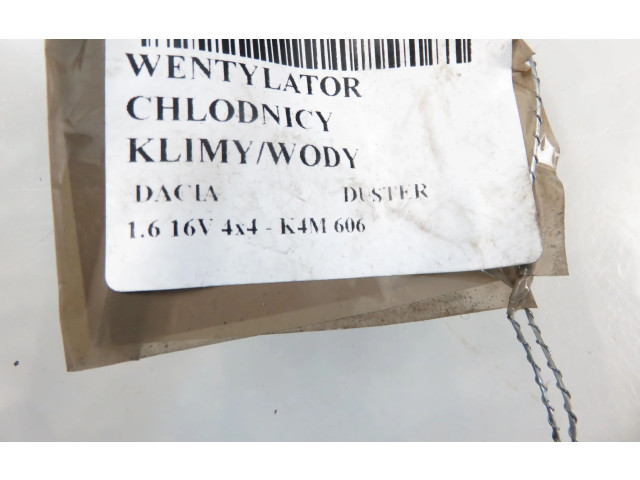 WENTYLATOR
CHLODNICY
KLIMY/WODY
DACIA DUSTER
1.6 16V 4x4 - K4M 606